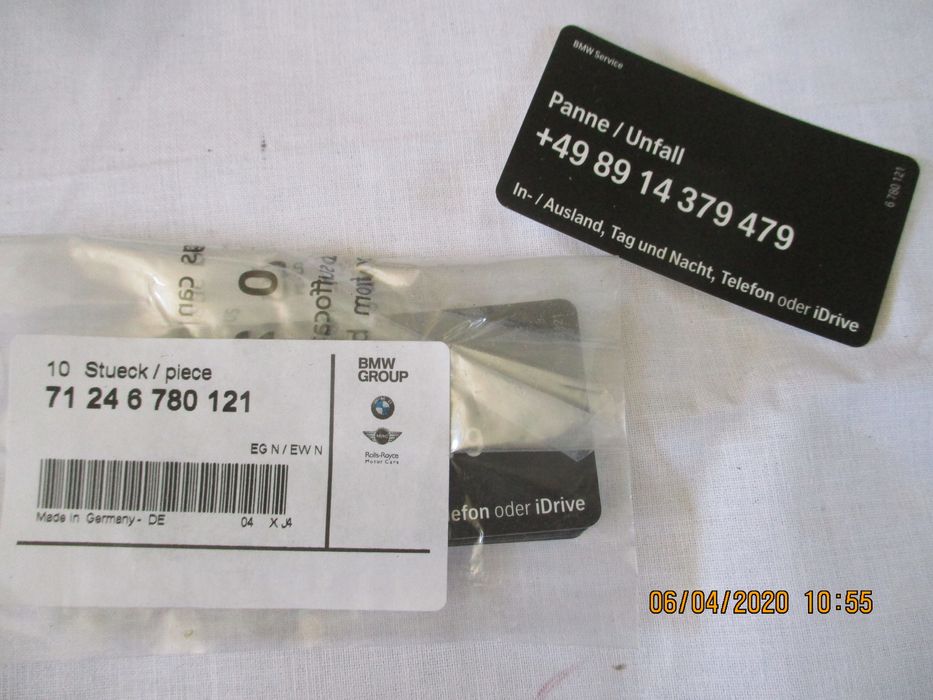 BMW Service
Panne / Unfall
+49 89 14 379 479
In- / Ausland, Tag und Nacht, Telefon oder iDrive
6 780 121
10 Stueck / piece
71 24 6 780 121
EG N / EW N
Made in Germany - DE 04 X J4
BMW
GROUP
MINI
Rolls-Royce
Motor Cars
efon oder iDrive
06/04/2020 10:55